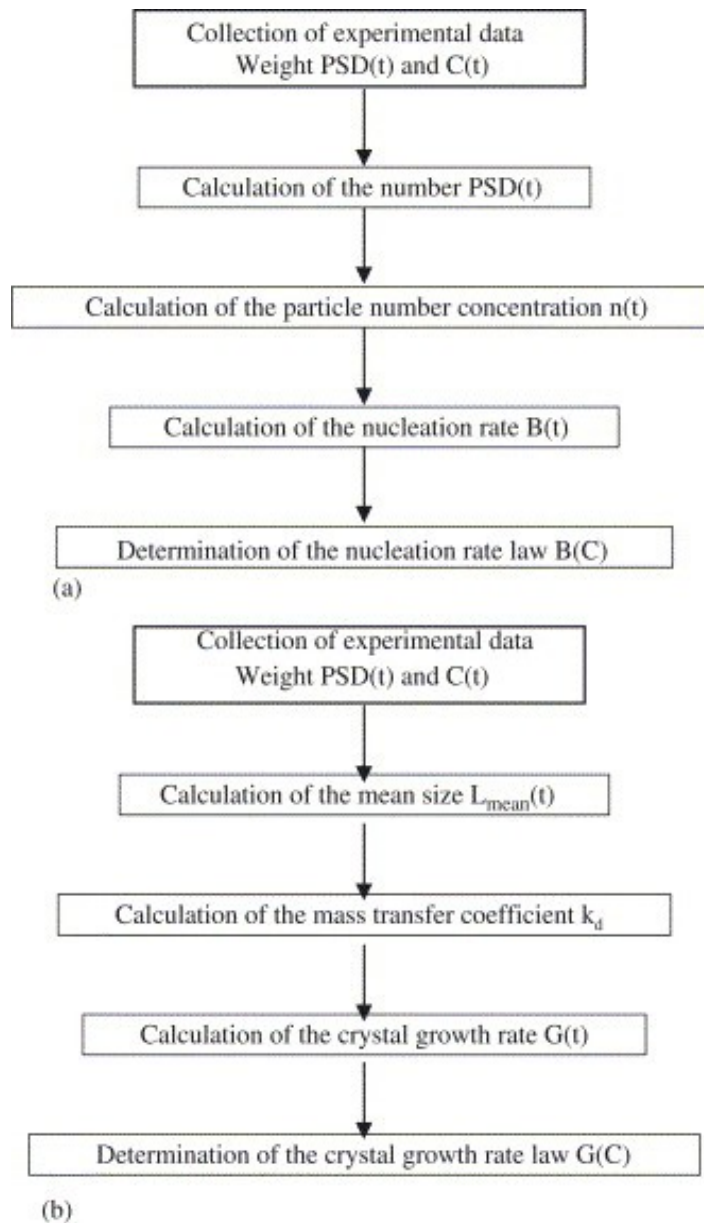 Collection of experimental data
Weight PSD(t) and C(t)
Calculation of the number PSD(t)
Calculation of the particle number concentration n(t)
Calculation of the nucleation rate B(t)
Determination of the nucleation rate law B(C)
(a)
Collection of experimental data
Weight PSD(t) and C(t)
Calculation of the mean size L_mean(t)
Calculation of the mass transfer coefficient k_d
Calculation of the crystal growth rate G(t)
Determination of the crystal growth rate law G(C)
(b)